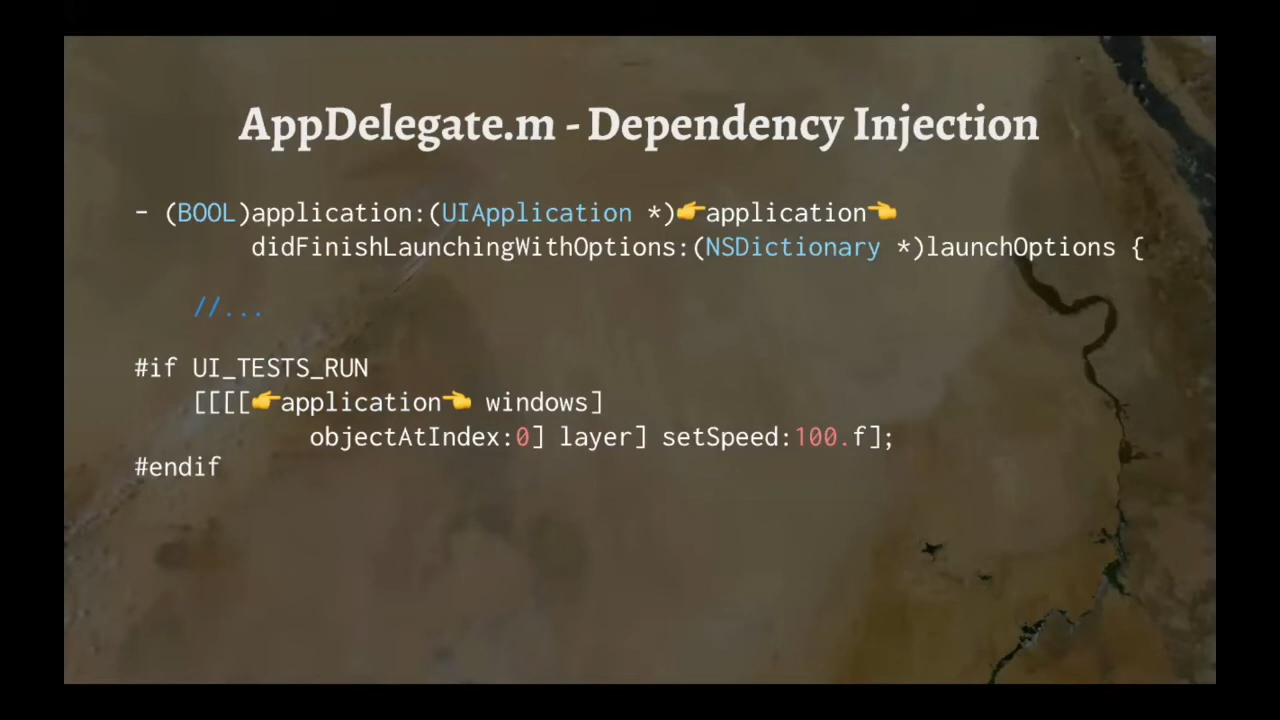 AppDelegate.m - Dependency Injection
- (BOOL)application:(UIApplication *)👉application👈
didFinishLaunchingWithOptions:(NSDictionary *)launchOptions {
//...
#if UI_TESTS_RUN
[[[[👉application👈 windows]
objectAtIndex:0] layer] setSpeed:100.f];
#endif